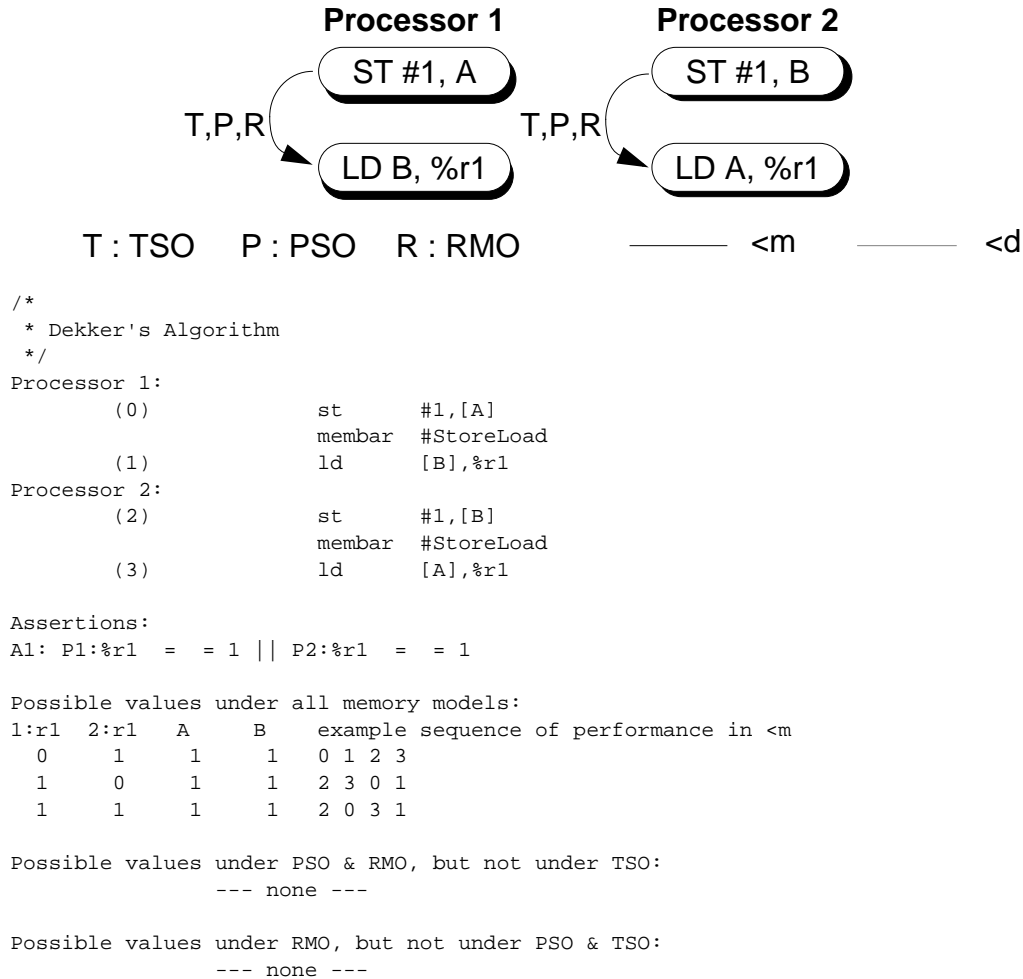 Processor 1 Processor 2
ST #1, A ST #1, B
T,P,R T,P,R
LD B, %r1 LD A, %r1
T : TSO P : PSO R : RMO <m <d
/*
 * Dekker's Algorithm
 */
Processor 1:
(0) st #1,[A]
membar #StoreLoad
(1) ld [B],%r1
Processor 2:
(2) st #1,[B]
membar #StoreLoad
(3) ld [A],%r1
Assertions:
A1: P1:%r1 = = 1 || P2:%r1 = = 1
Possible values under all memory models:
1:r1 2:r1 A B example sequence of performance in <m
0 1 1 1 0 1 2 3
1 0 1 1 2 3 0 1
1 1 1 1 2 0 3 1
Possible values under PSO & RMO, but not under TSO:
--- none ---
Possible values under RMO, but not under PSO & TSO:
--- none ---